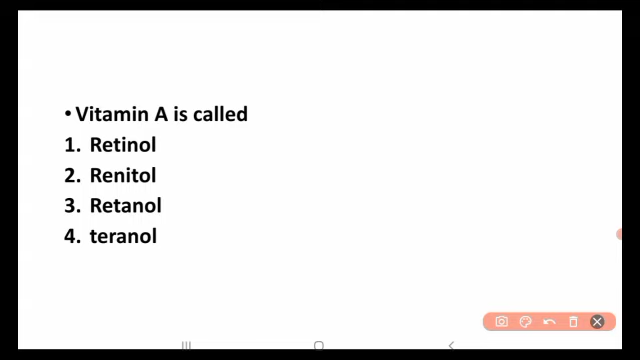 • Vitamin A is called
1. Retinol
2. Renitol
3. Retanol
4. teranol